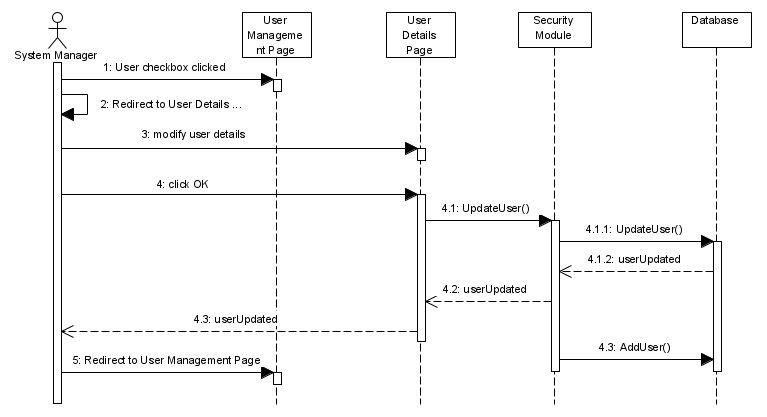 User
Manageme
nt Page
User
Details
Page
Security
Module
Database
System Manager
1: User checkbox clicked
2: Redirect to User Details ...
3: modify user details
4: click OK
4.1: UpdateUser()
4.1.1: UpdateUser()
4.1.2: userUpdated
4.2: userUpdated
4.3: userUpdated
4.3: AddUser()
5: Redirect to User Management Page